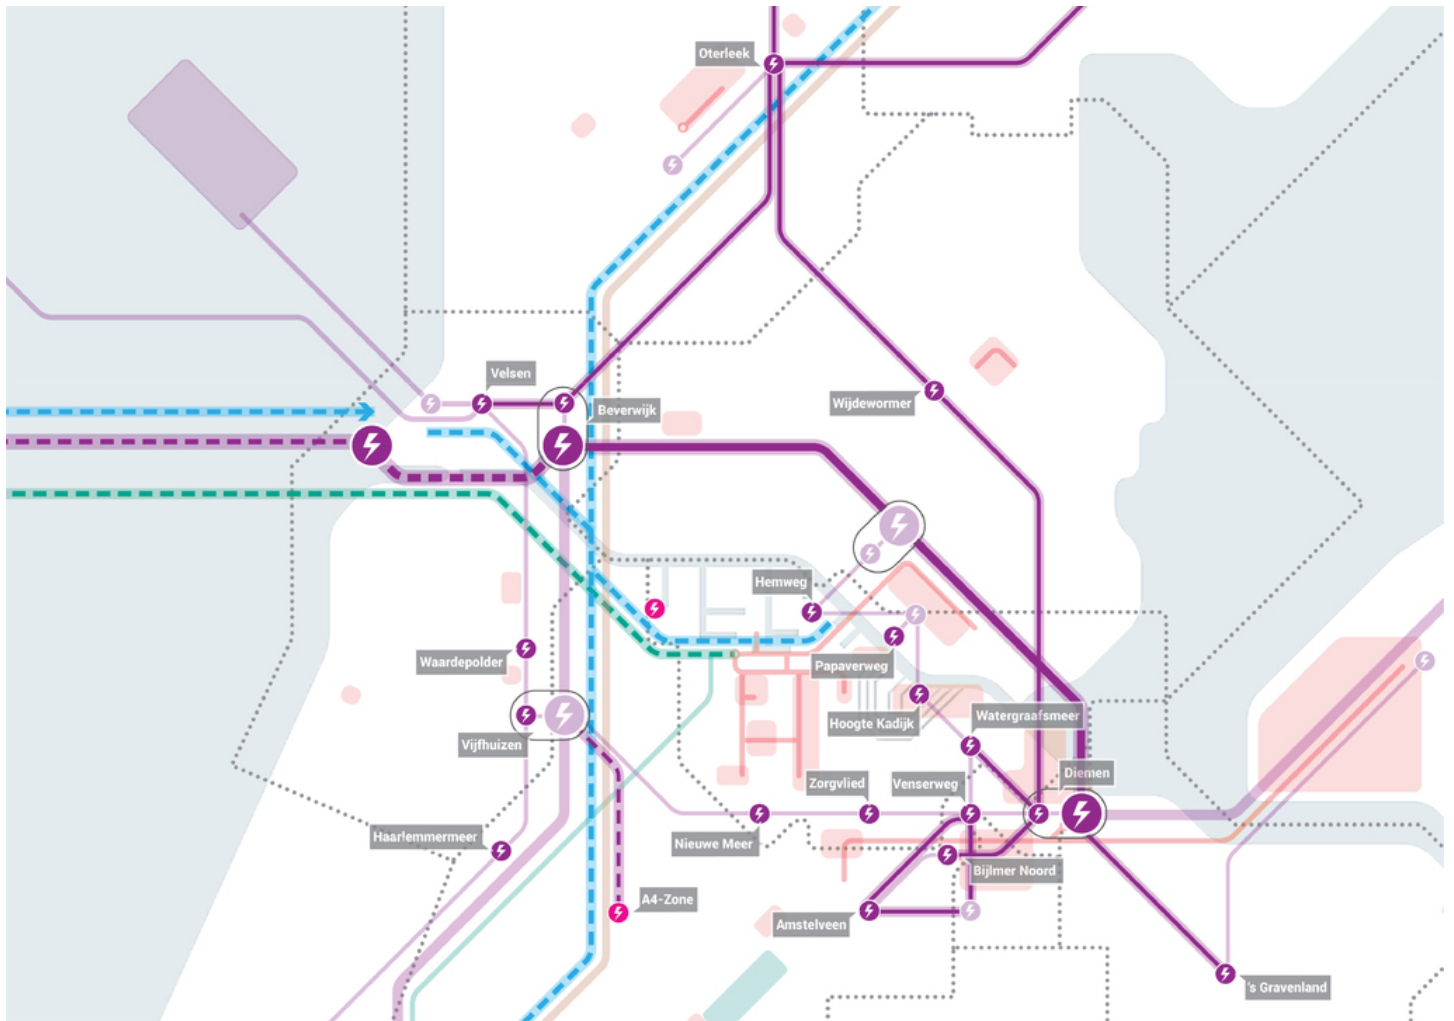 Oterleek
Velsen
Beverwijk
Wijdewormer
Hemweg
Waardepolder
Papaverweg
Hoogte Kadijk
Watergraafsmeer
Vijfhuizen
Diemen
Zorgvlied
Venserweg
Haarlemmermeer
Nieuwe Meer
Bijlmer Noord
A4-Zone
Amstelveen
's Gravenland